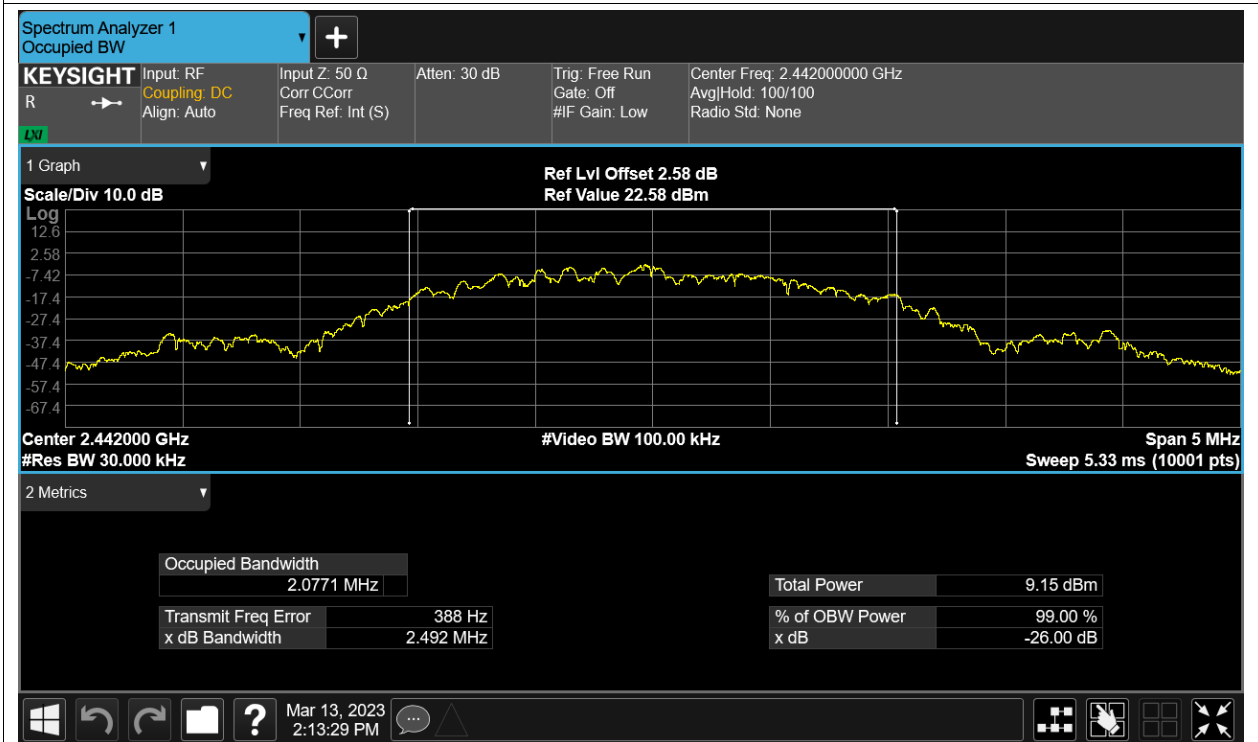 Spectrum Analyzer 1
Occupied BW
▼
+
KEYSIGHT
R
LXI
Input: RF
Coupling: DC
Align: Auto
Input Z: 50 Ω
Corr CCorr
Freq Ref: Int (S)
Atten: 30 dB
Trig: Free Run
Gate: Off
#IF Gain: Low
Center Freq: 2.442000000 GHz
Avg|Hold: 100/100
Radio Std: None
1 Graph ▼
Scale/Div 10.0 dB
Ref Lvl Offset 2.58 dB
Ref Value 22.58 dBm
Log
12.6
2.58
-7.42
-17.4
-27.4
-37.4
-47.4
-57.4
-67.4
Center 2.442000 GHz
#Res BW 30.000 kHz
#Video BW 100.00 kHz
Span 5 MHz
Sweep 5.33 ms (10001 pts)
2 Metrics ▼
Occupied Bandwidth
2.0771 MHz
Transmit Freq Error 388 Hz
x dB Bandwidth 2.492 MHz
Total Power 9.15 dBm
% of OBW Power 99.00 %
x dB -26.00 dB
?
Mar 13, 2023
2:13:29 PM